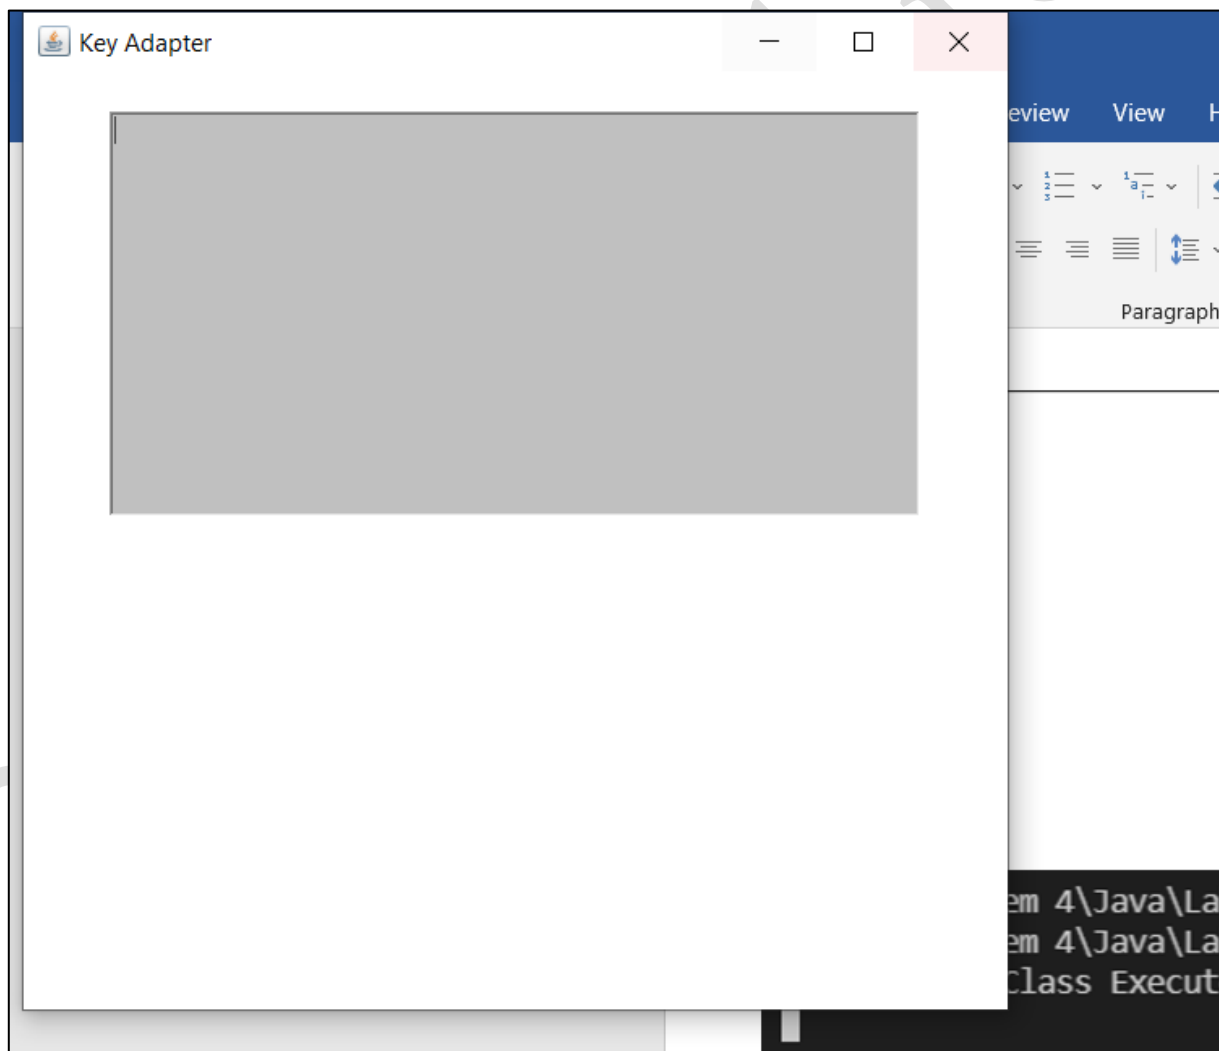 Key Adapter
eview View H
Paragraph
em 4\Java\La
em 4\Java\La
Class Execut